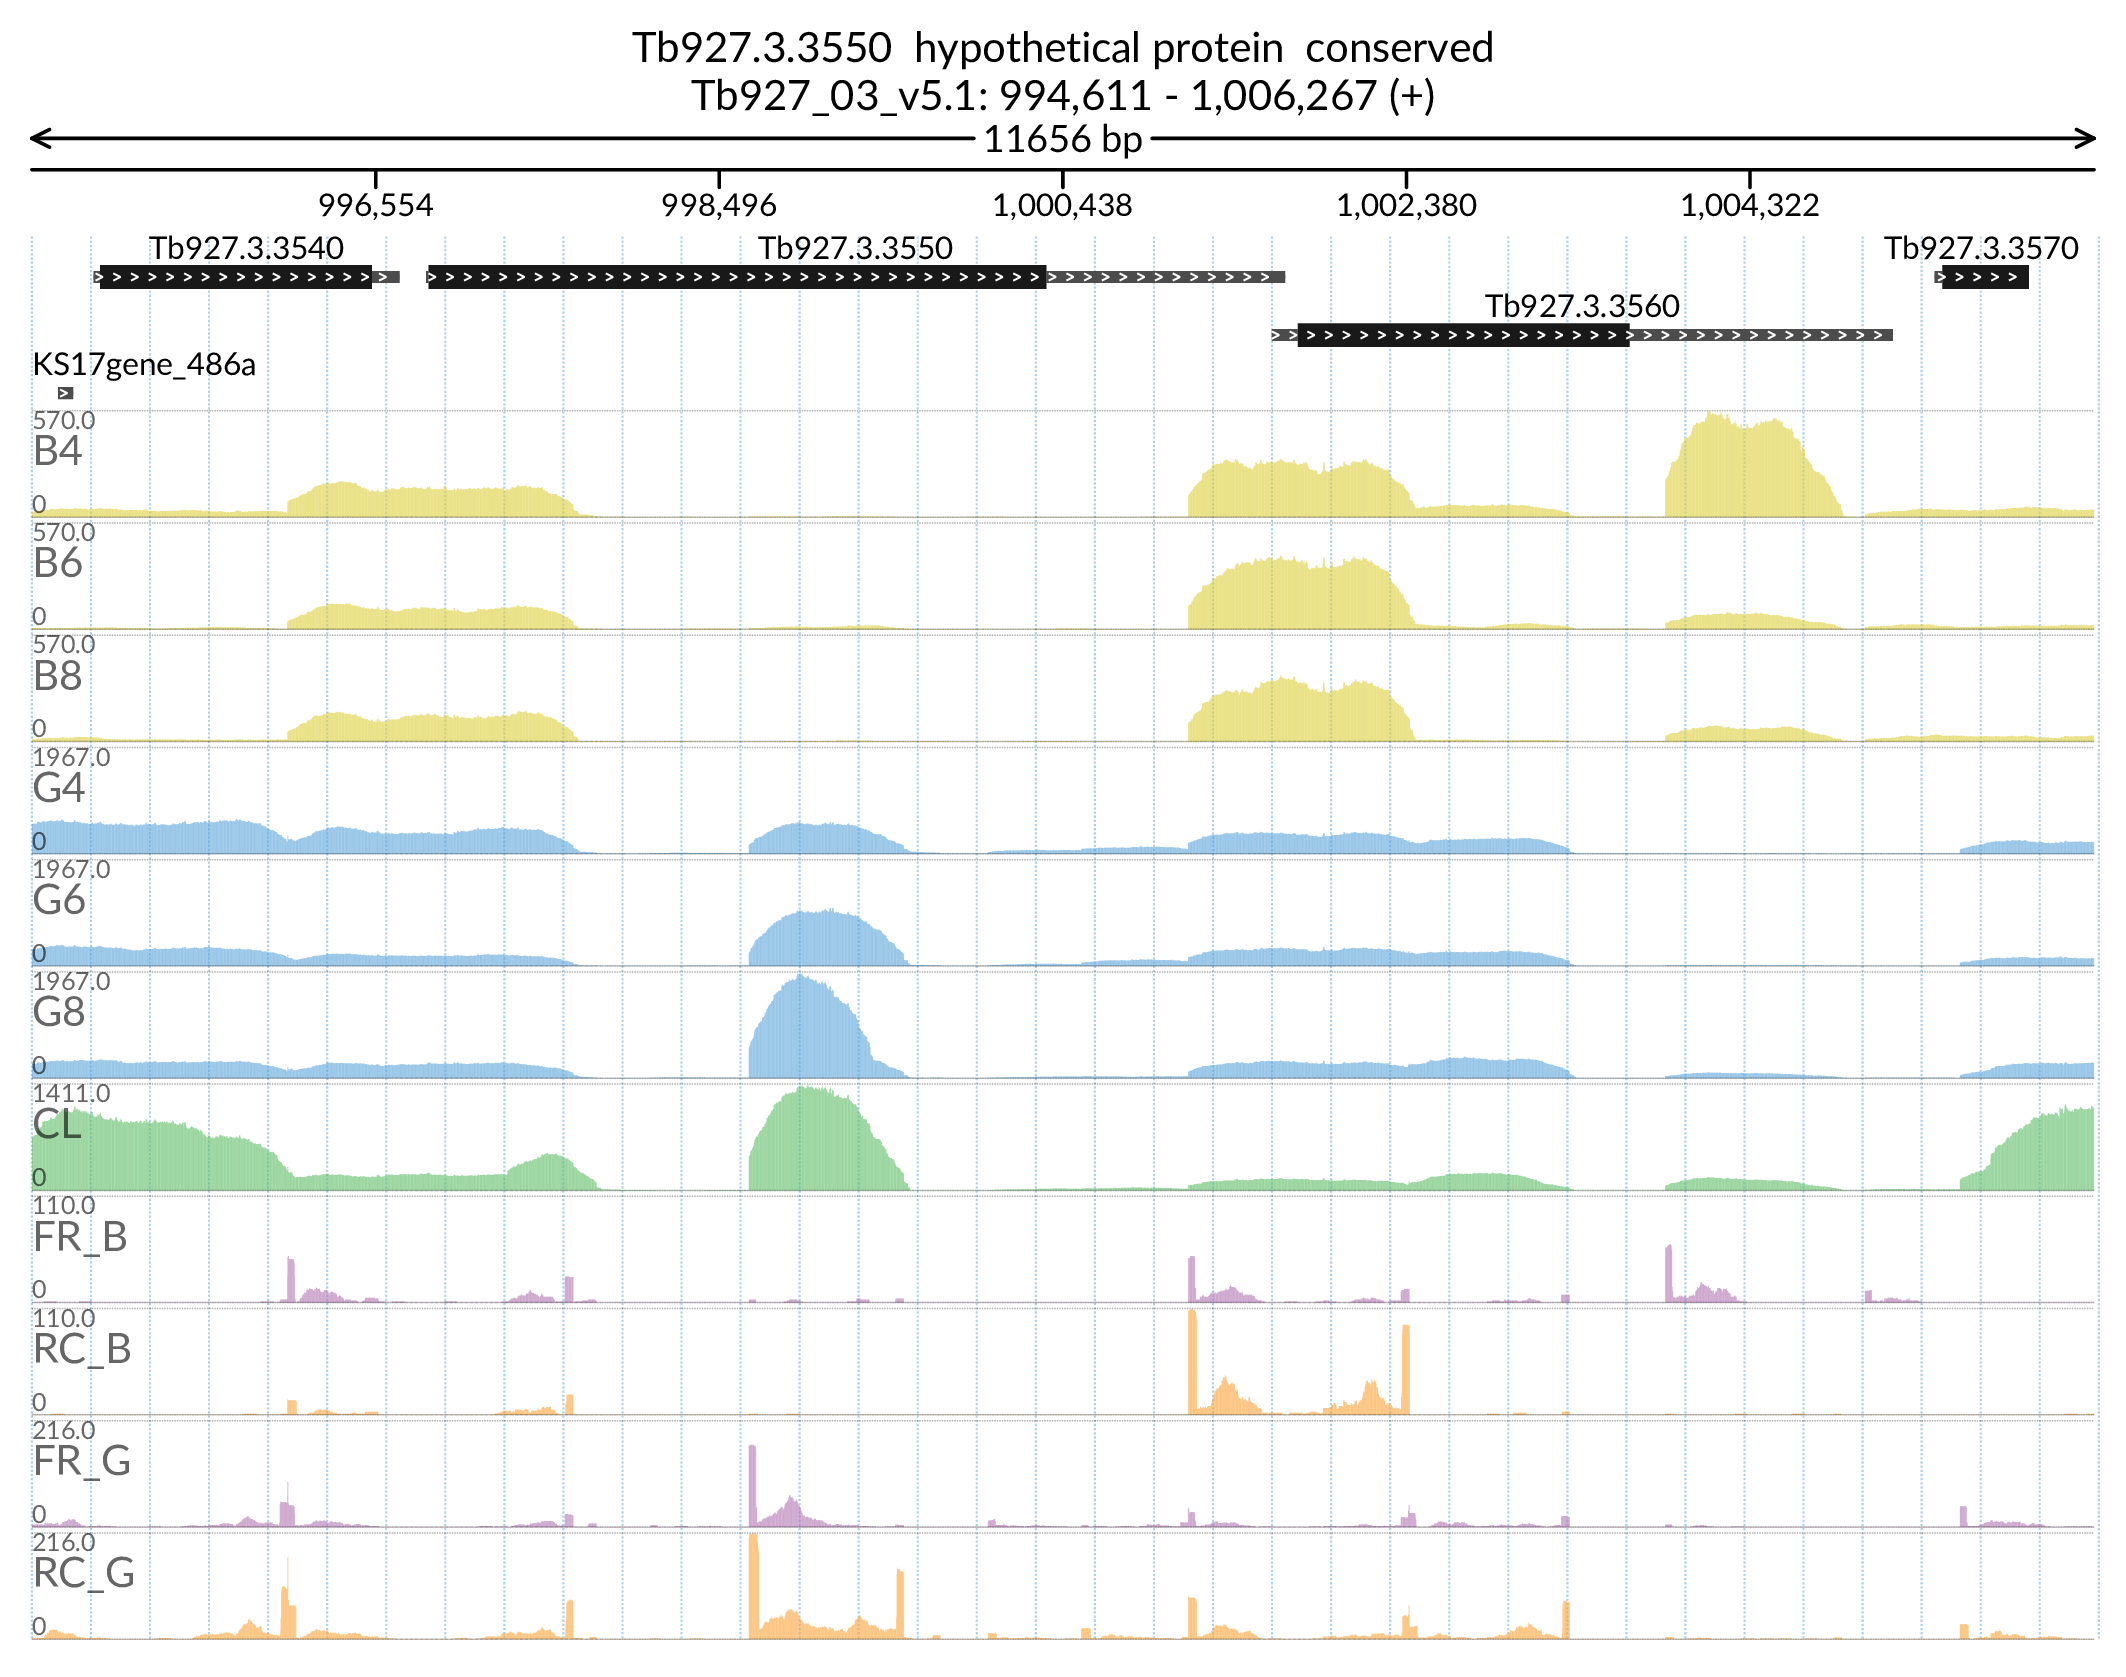 Tb927.3.3550 hypothetical protein conserved
Tb927_03_v5.1: 994,611 - 1,006,267 (+)
11656 bp
996,554 998,496 1,000,438 1,002,380 1,004,322
Tb927.3.3540 Tb927.3.3550 Tb927.3.3570
Tb927.3.3560
KS17gene_486a
570.0
B4
0
570.0
B6
0
570.0
B8
0
1967.0
G4
0
1967.0
G6
0
1967.0
G8
0
1411.0
CL
0
110.0
FR_B
0
110.0
RC_B
0
216.0
FR_G
0
216.0
RC_G
0